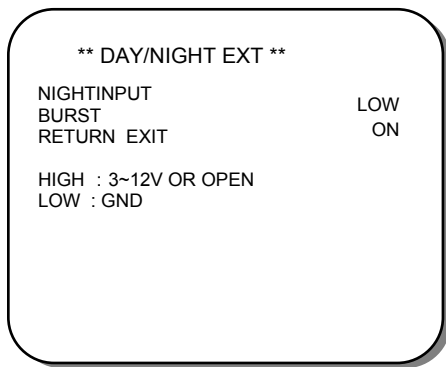 ** DAY/NIGHT EXT **
NIGHTINPUT LOW
BURST ON
RETURN EXIT
HIGH : 3~12V OR OPEN
LOW : GND